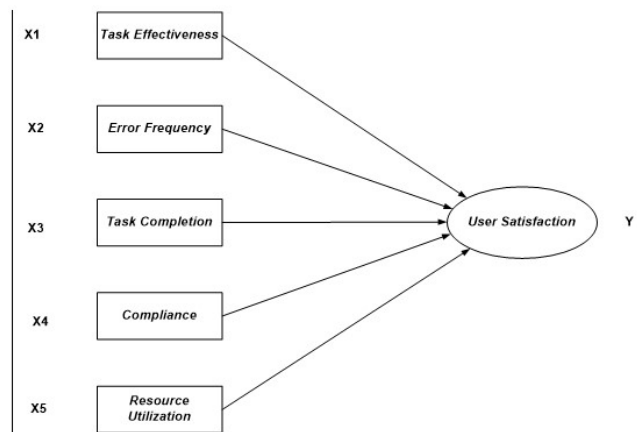 X1
Task Effectiveness
X2
Error Frequency
X3
Task Completion
User Satisfaction
Y
X4
Compliance
X5
Resource
Utilization